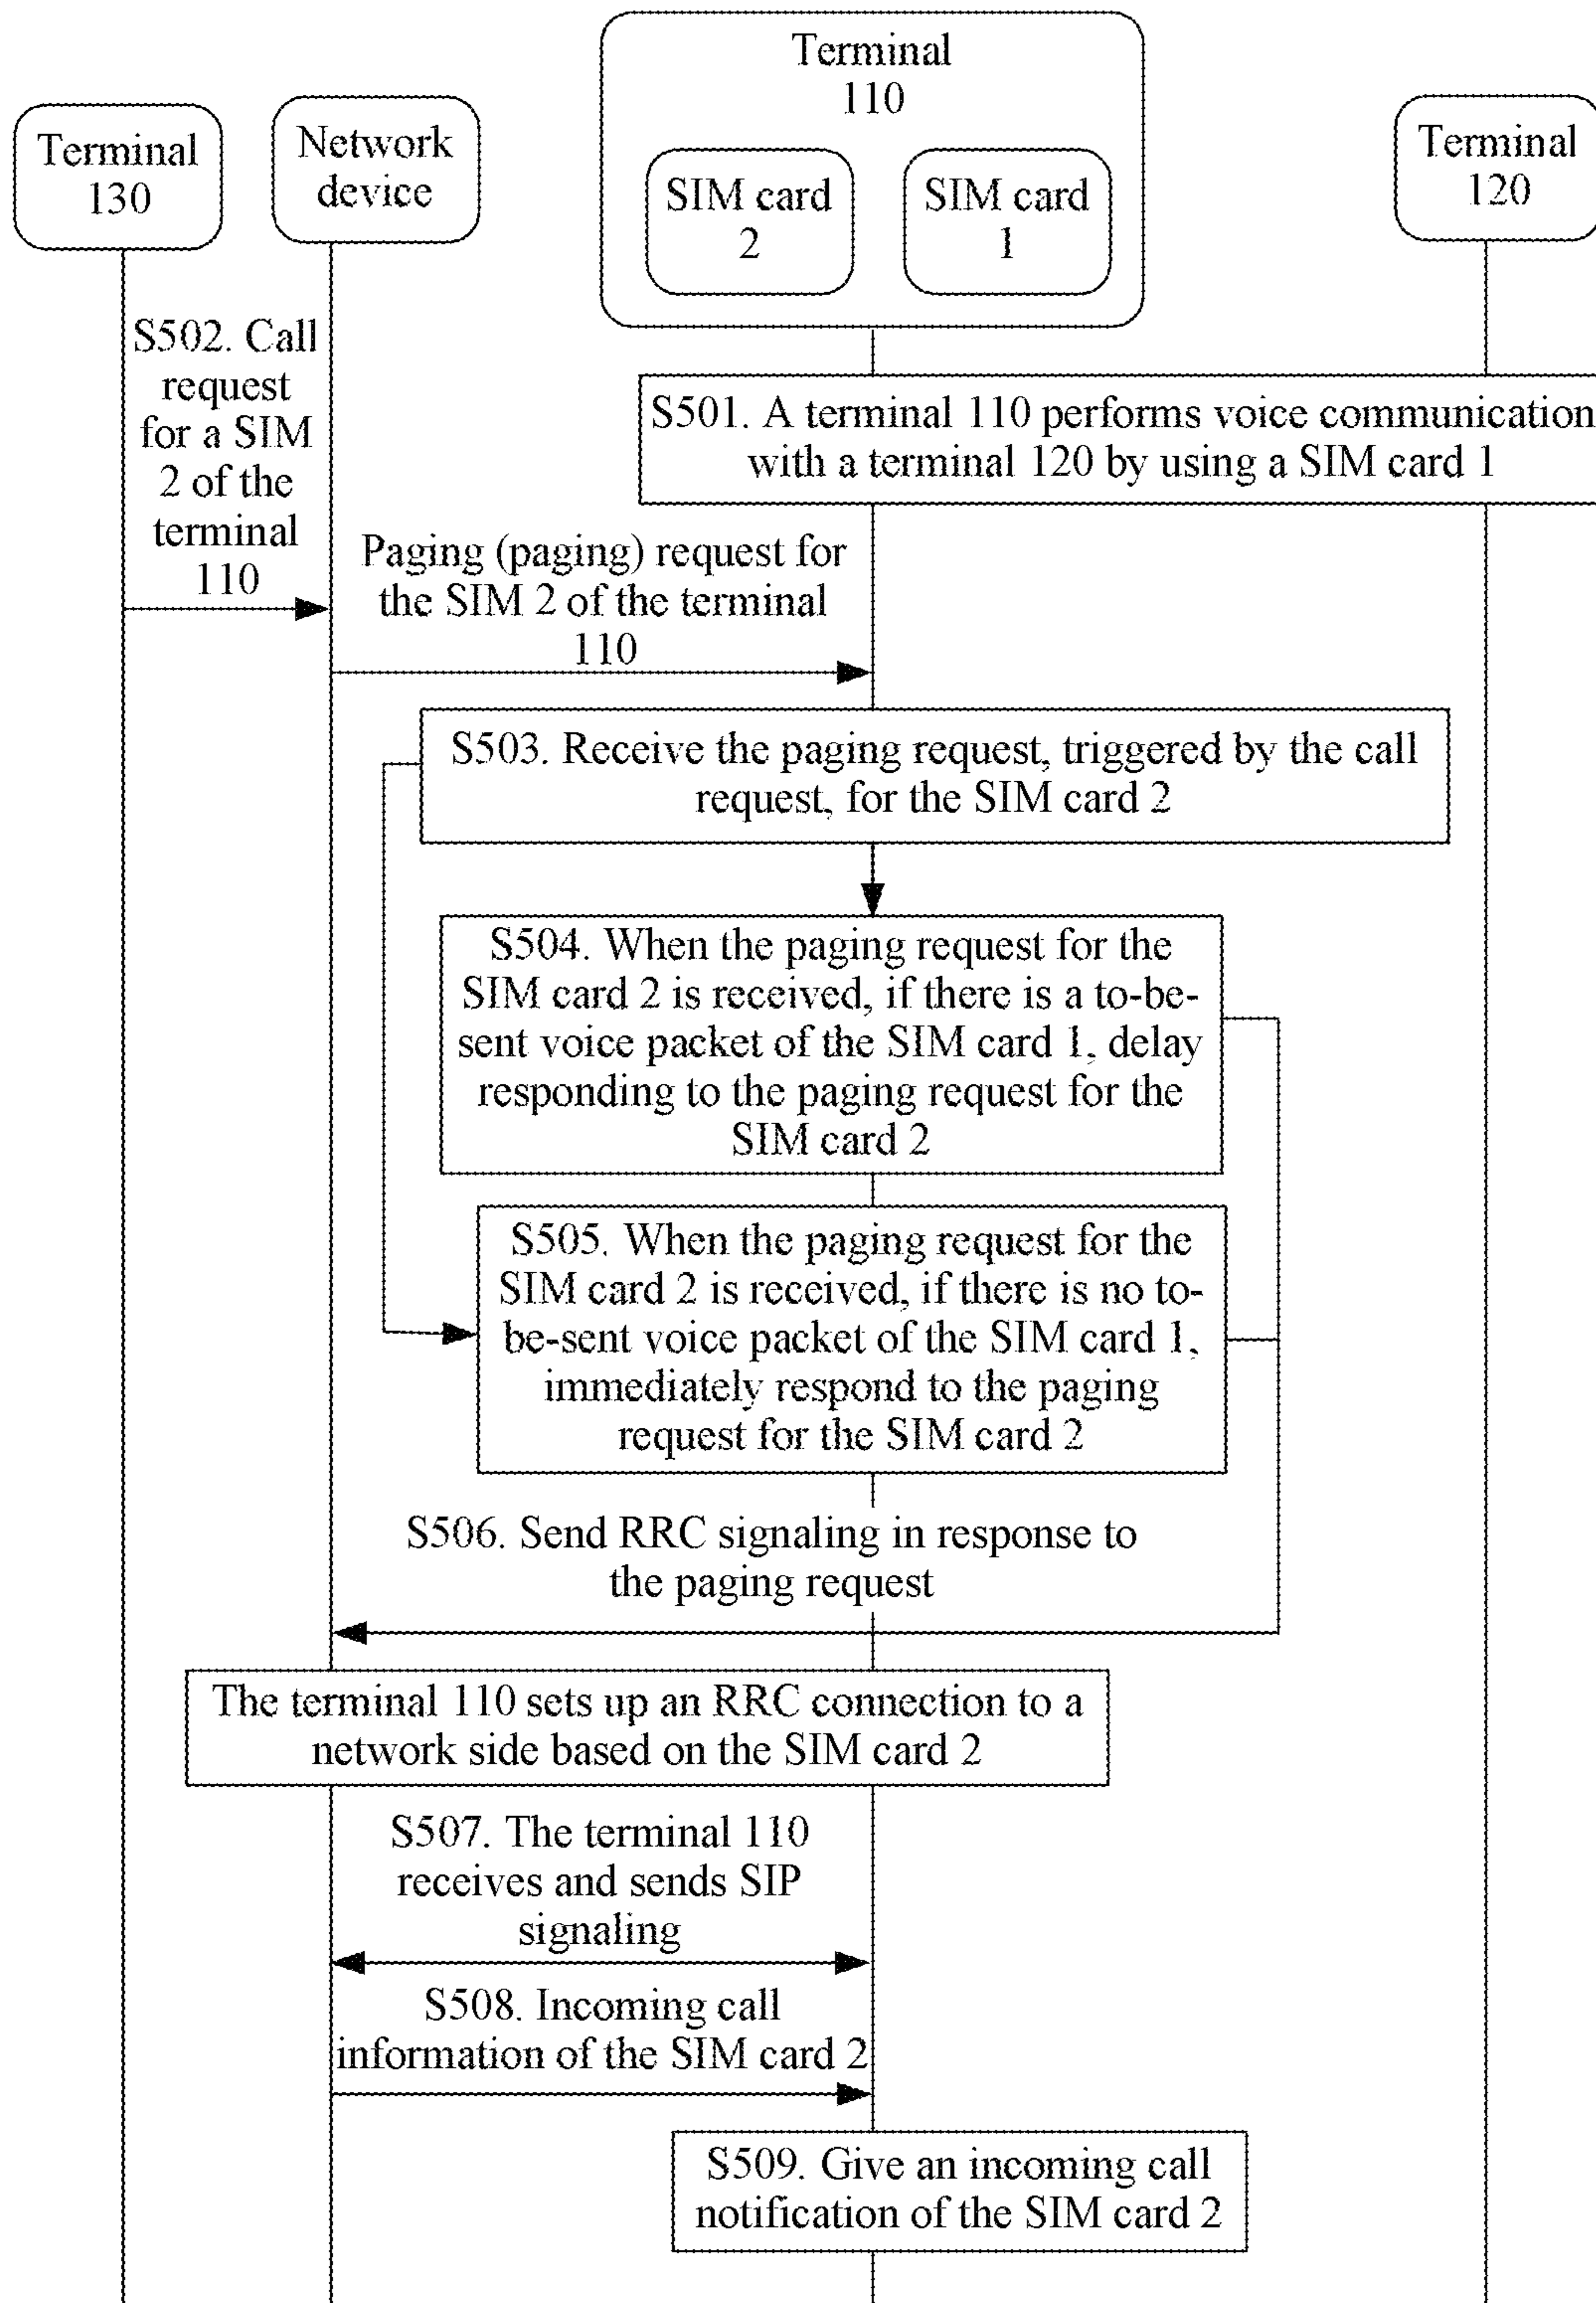 Terminal
110
Terminal
130
Network
device
SIM card
2
SIM card
1
Terminal
120
S502. Call
request
for a SIM
2 of the
terminal
110
S501. A terminal 110 performs voice communication
with a terminal 120 by using a SIM card 1
Paging (paging) request for
the SIM 2 of the terminal
110
S503. Receive the paging request, triggered by the call
request, for the SIM card 2
S504. When the paging request for the
SIM card 2 is received, if there is a to-be-
sent voice packet of the SIM card 1, delay
responding to the paging request for the
SIM card 2
S505. When the paging request for the
SIM card 2 is received, if there is no to-
be-sent voice packet of the SIM card 1,
immediately respond to the paging
request for the SIM card 2
S506. Send RRC signaling in response to
the paging request
The terminal 110 sets up an RRC connection to a
network side based on the SIM card 2
S507. The terminal 110
receives and sends SIP
signaling
S508. Incoming call
information of the SIM card 2
S509. Give an incoming call
notification of the SIM card 2